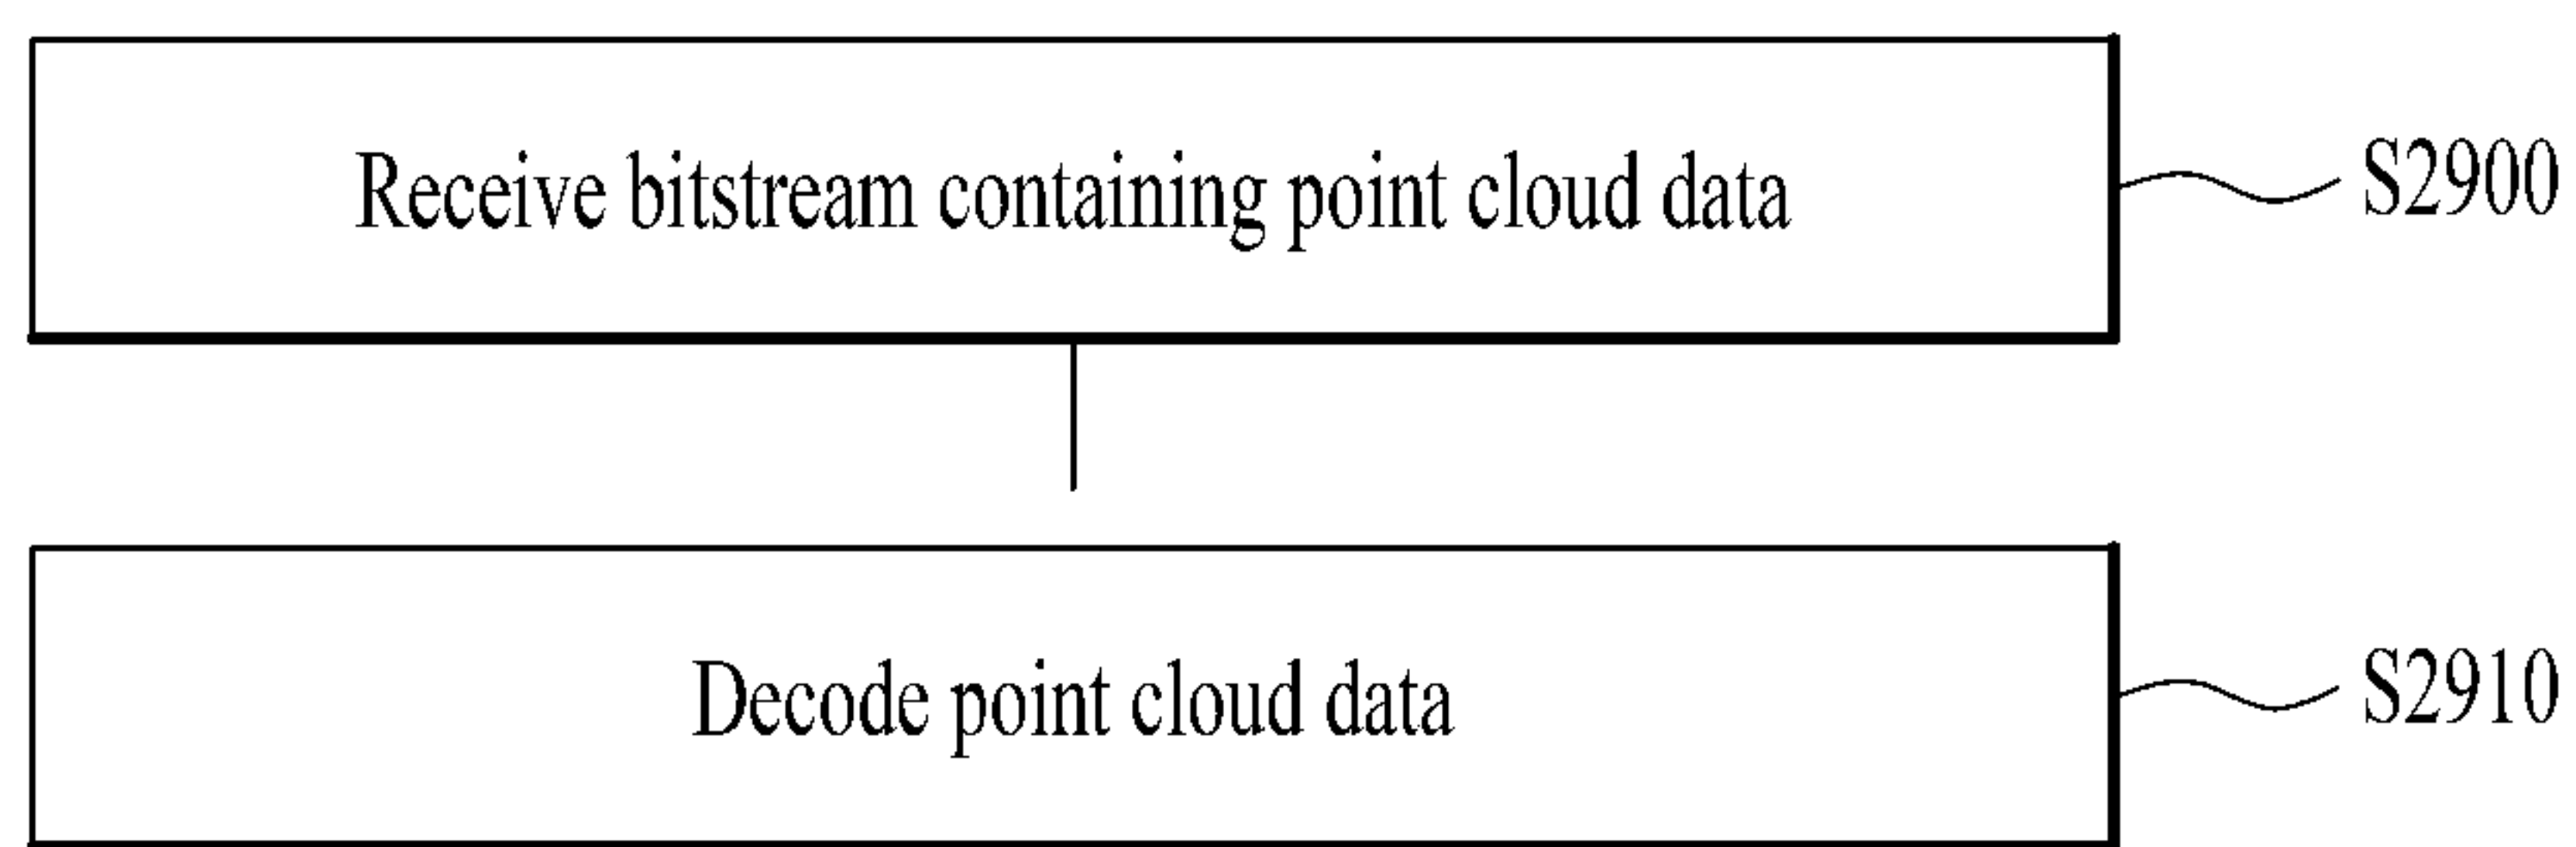 Receive bitstream containing point cloud data
S2900
Decode point cloud data
S2910